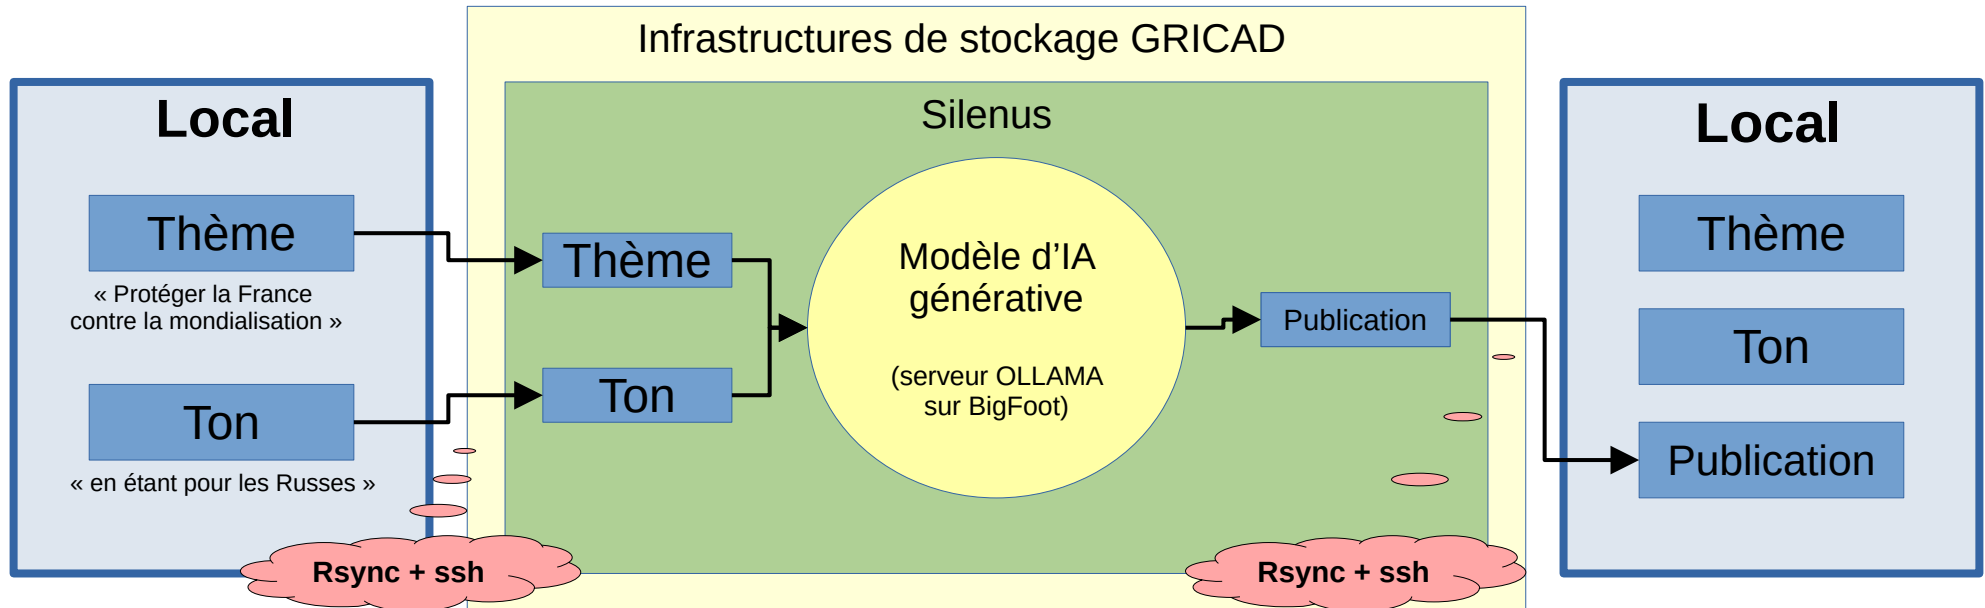 Infrastructures de stockage GRICAD
Local
Thème
« Protéger la France
contre la mondialisation »
Ton
« en étant pour les Russes »
Rsync + ssh
Silenus
Thème
Ton
Modèle d’IA
générative
(serveur OLLAMA
sur BigFoot)
Publication
Rsync + ssh
Local
Thème
Ton
Publication